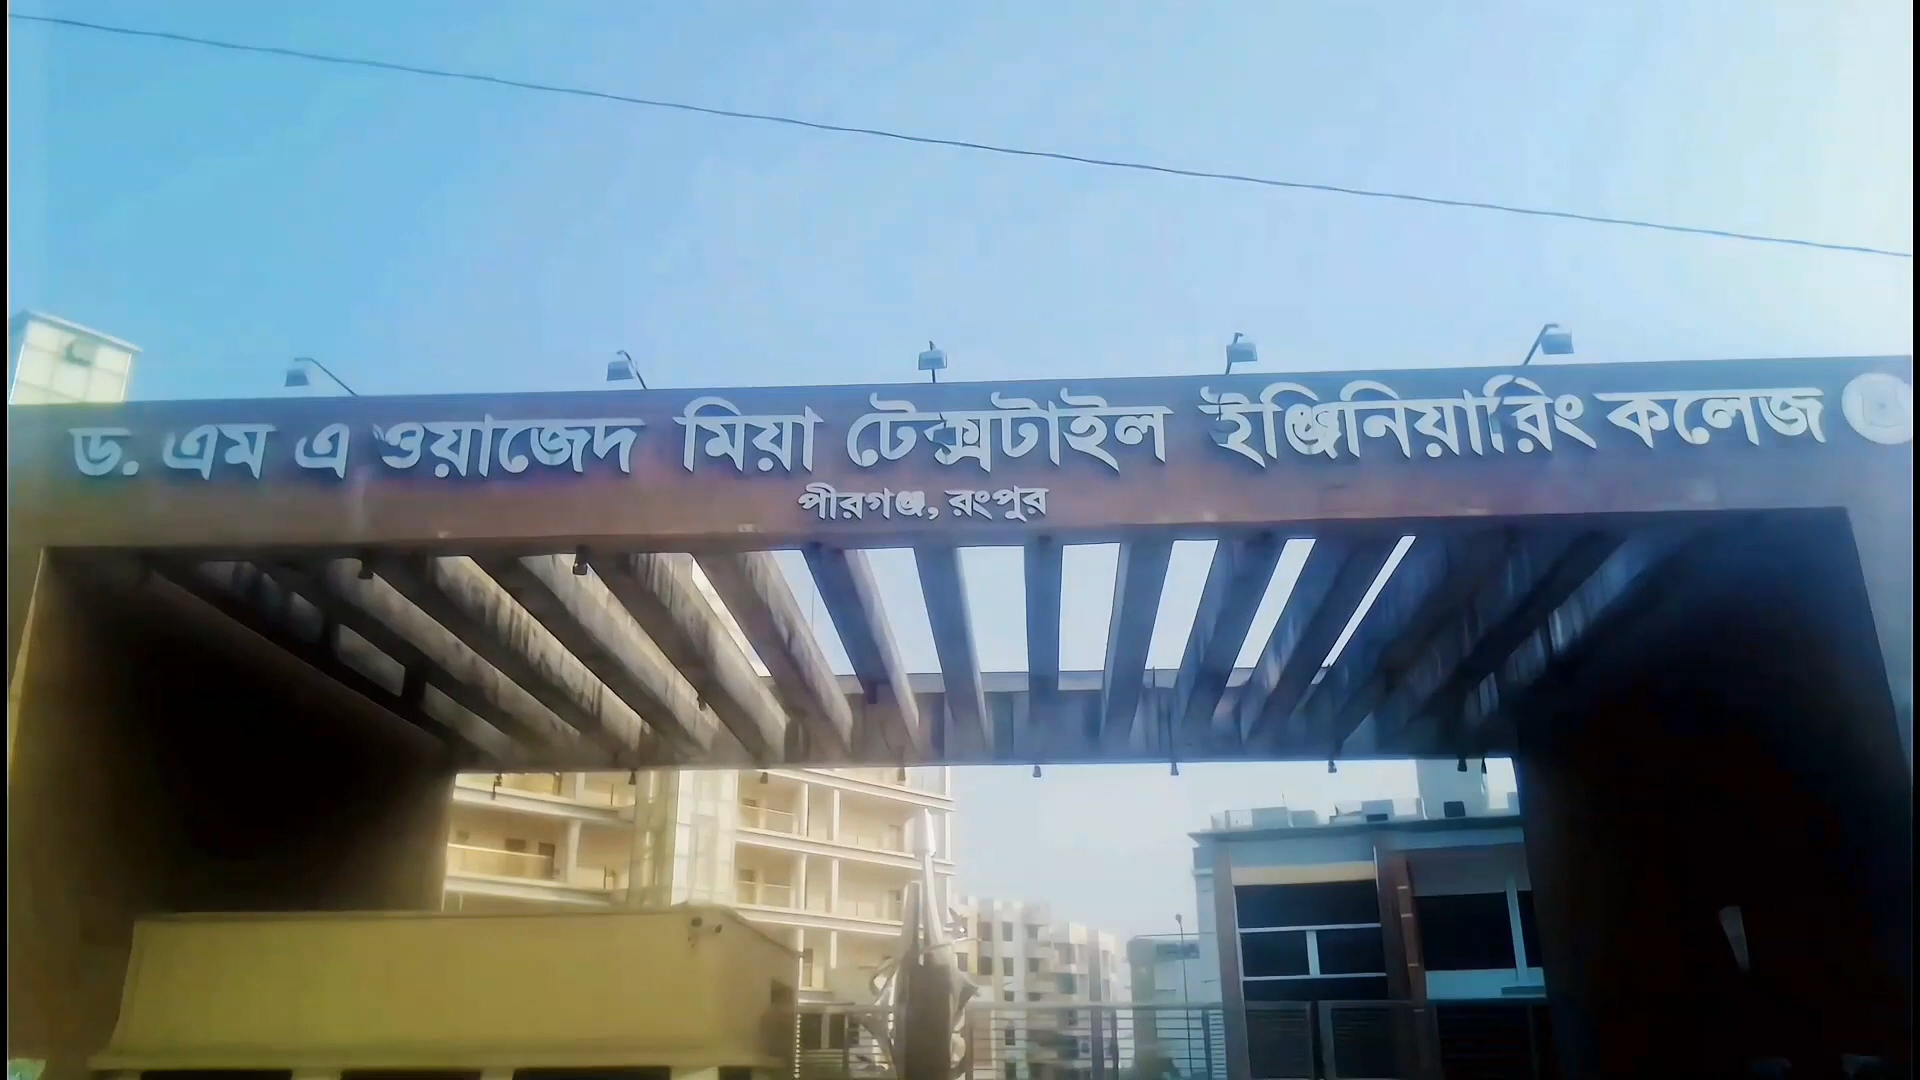 ড. এম এ ওয়াজেদ মিয়া টেক্সটাইল ইঞ্জিনিয়ারিং কলেজ
পীরগঞ্জ, রংপুর